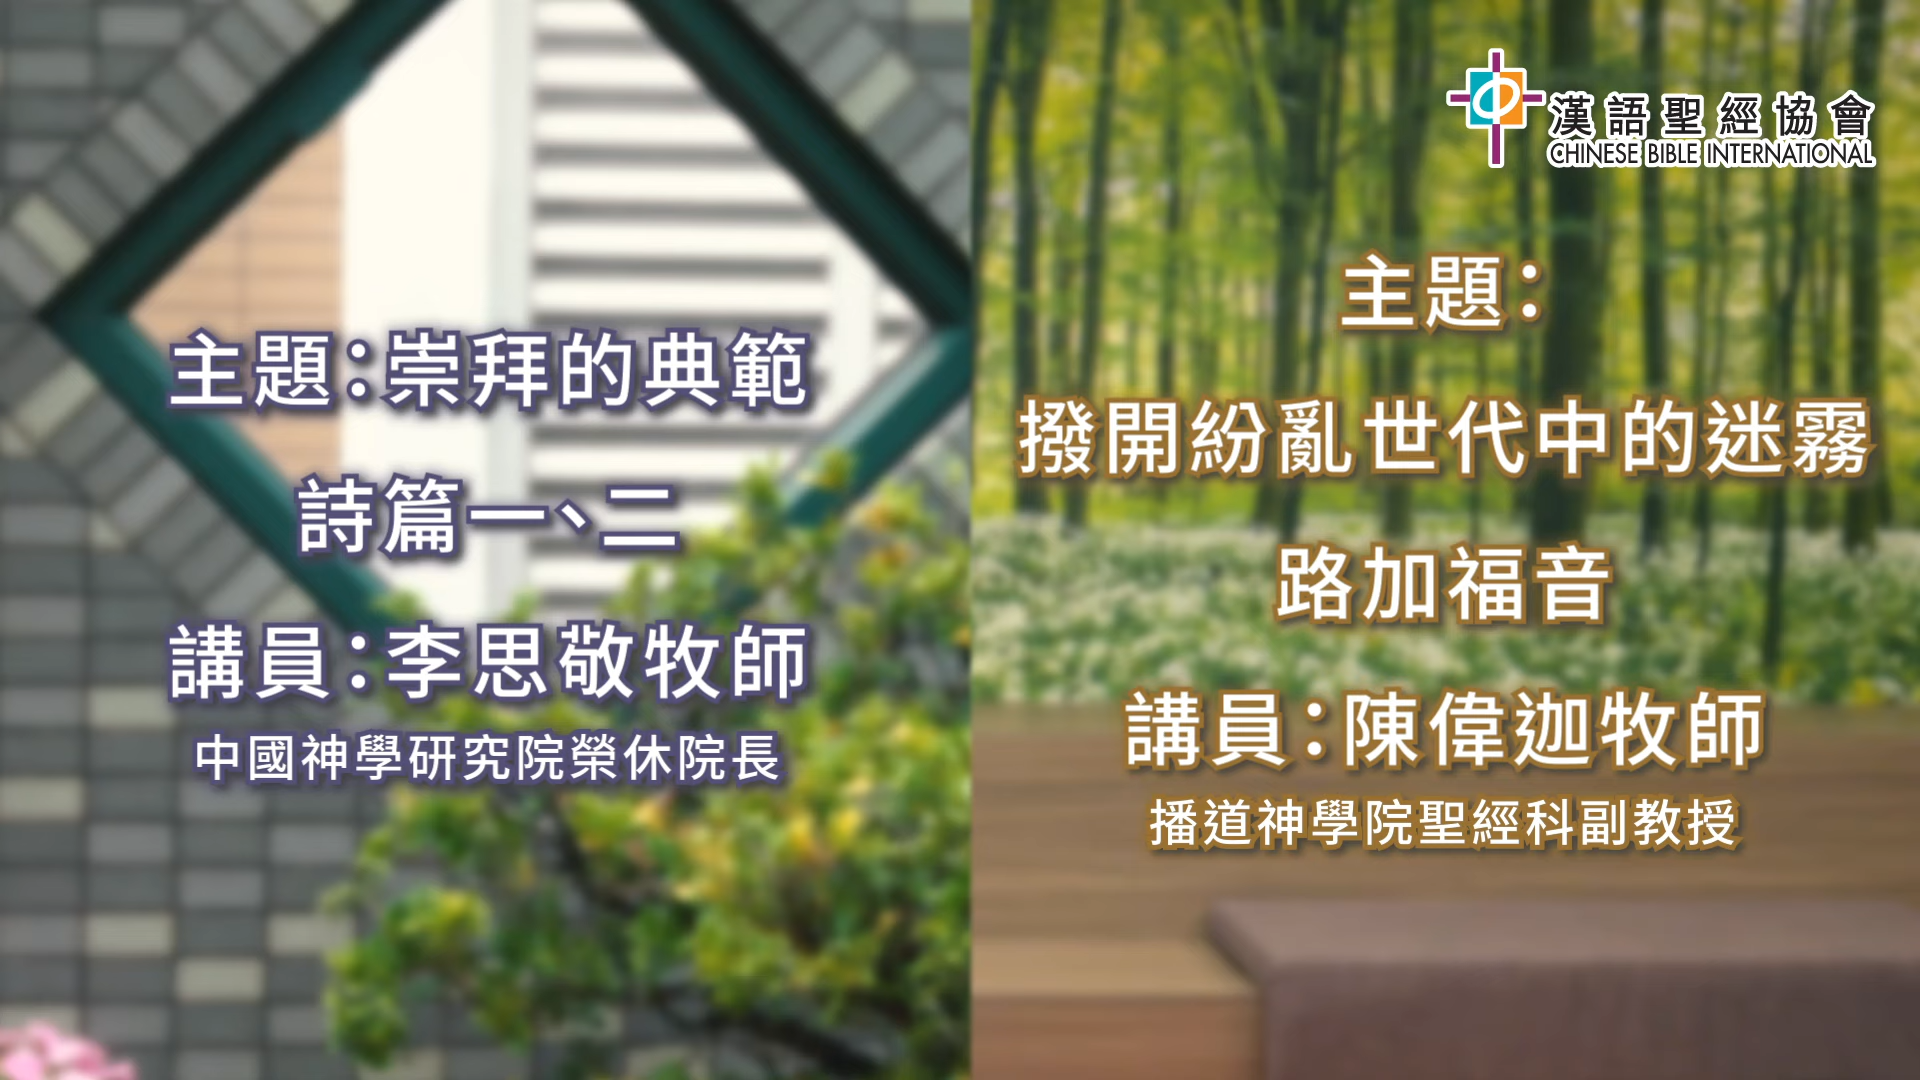 主題：崇拜的典範
詩篇一、二
講員：李思敬牧師
中國神學研究院榮休院長
漢語聖經協會
CHINESE BIBLE INTERNATIONAL
主題：
撥開紛亂世代中的迷霧
路加福音
講員：陳偉迦牧師
播道神學院聖經科副教授